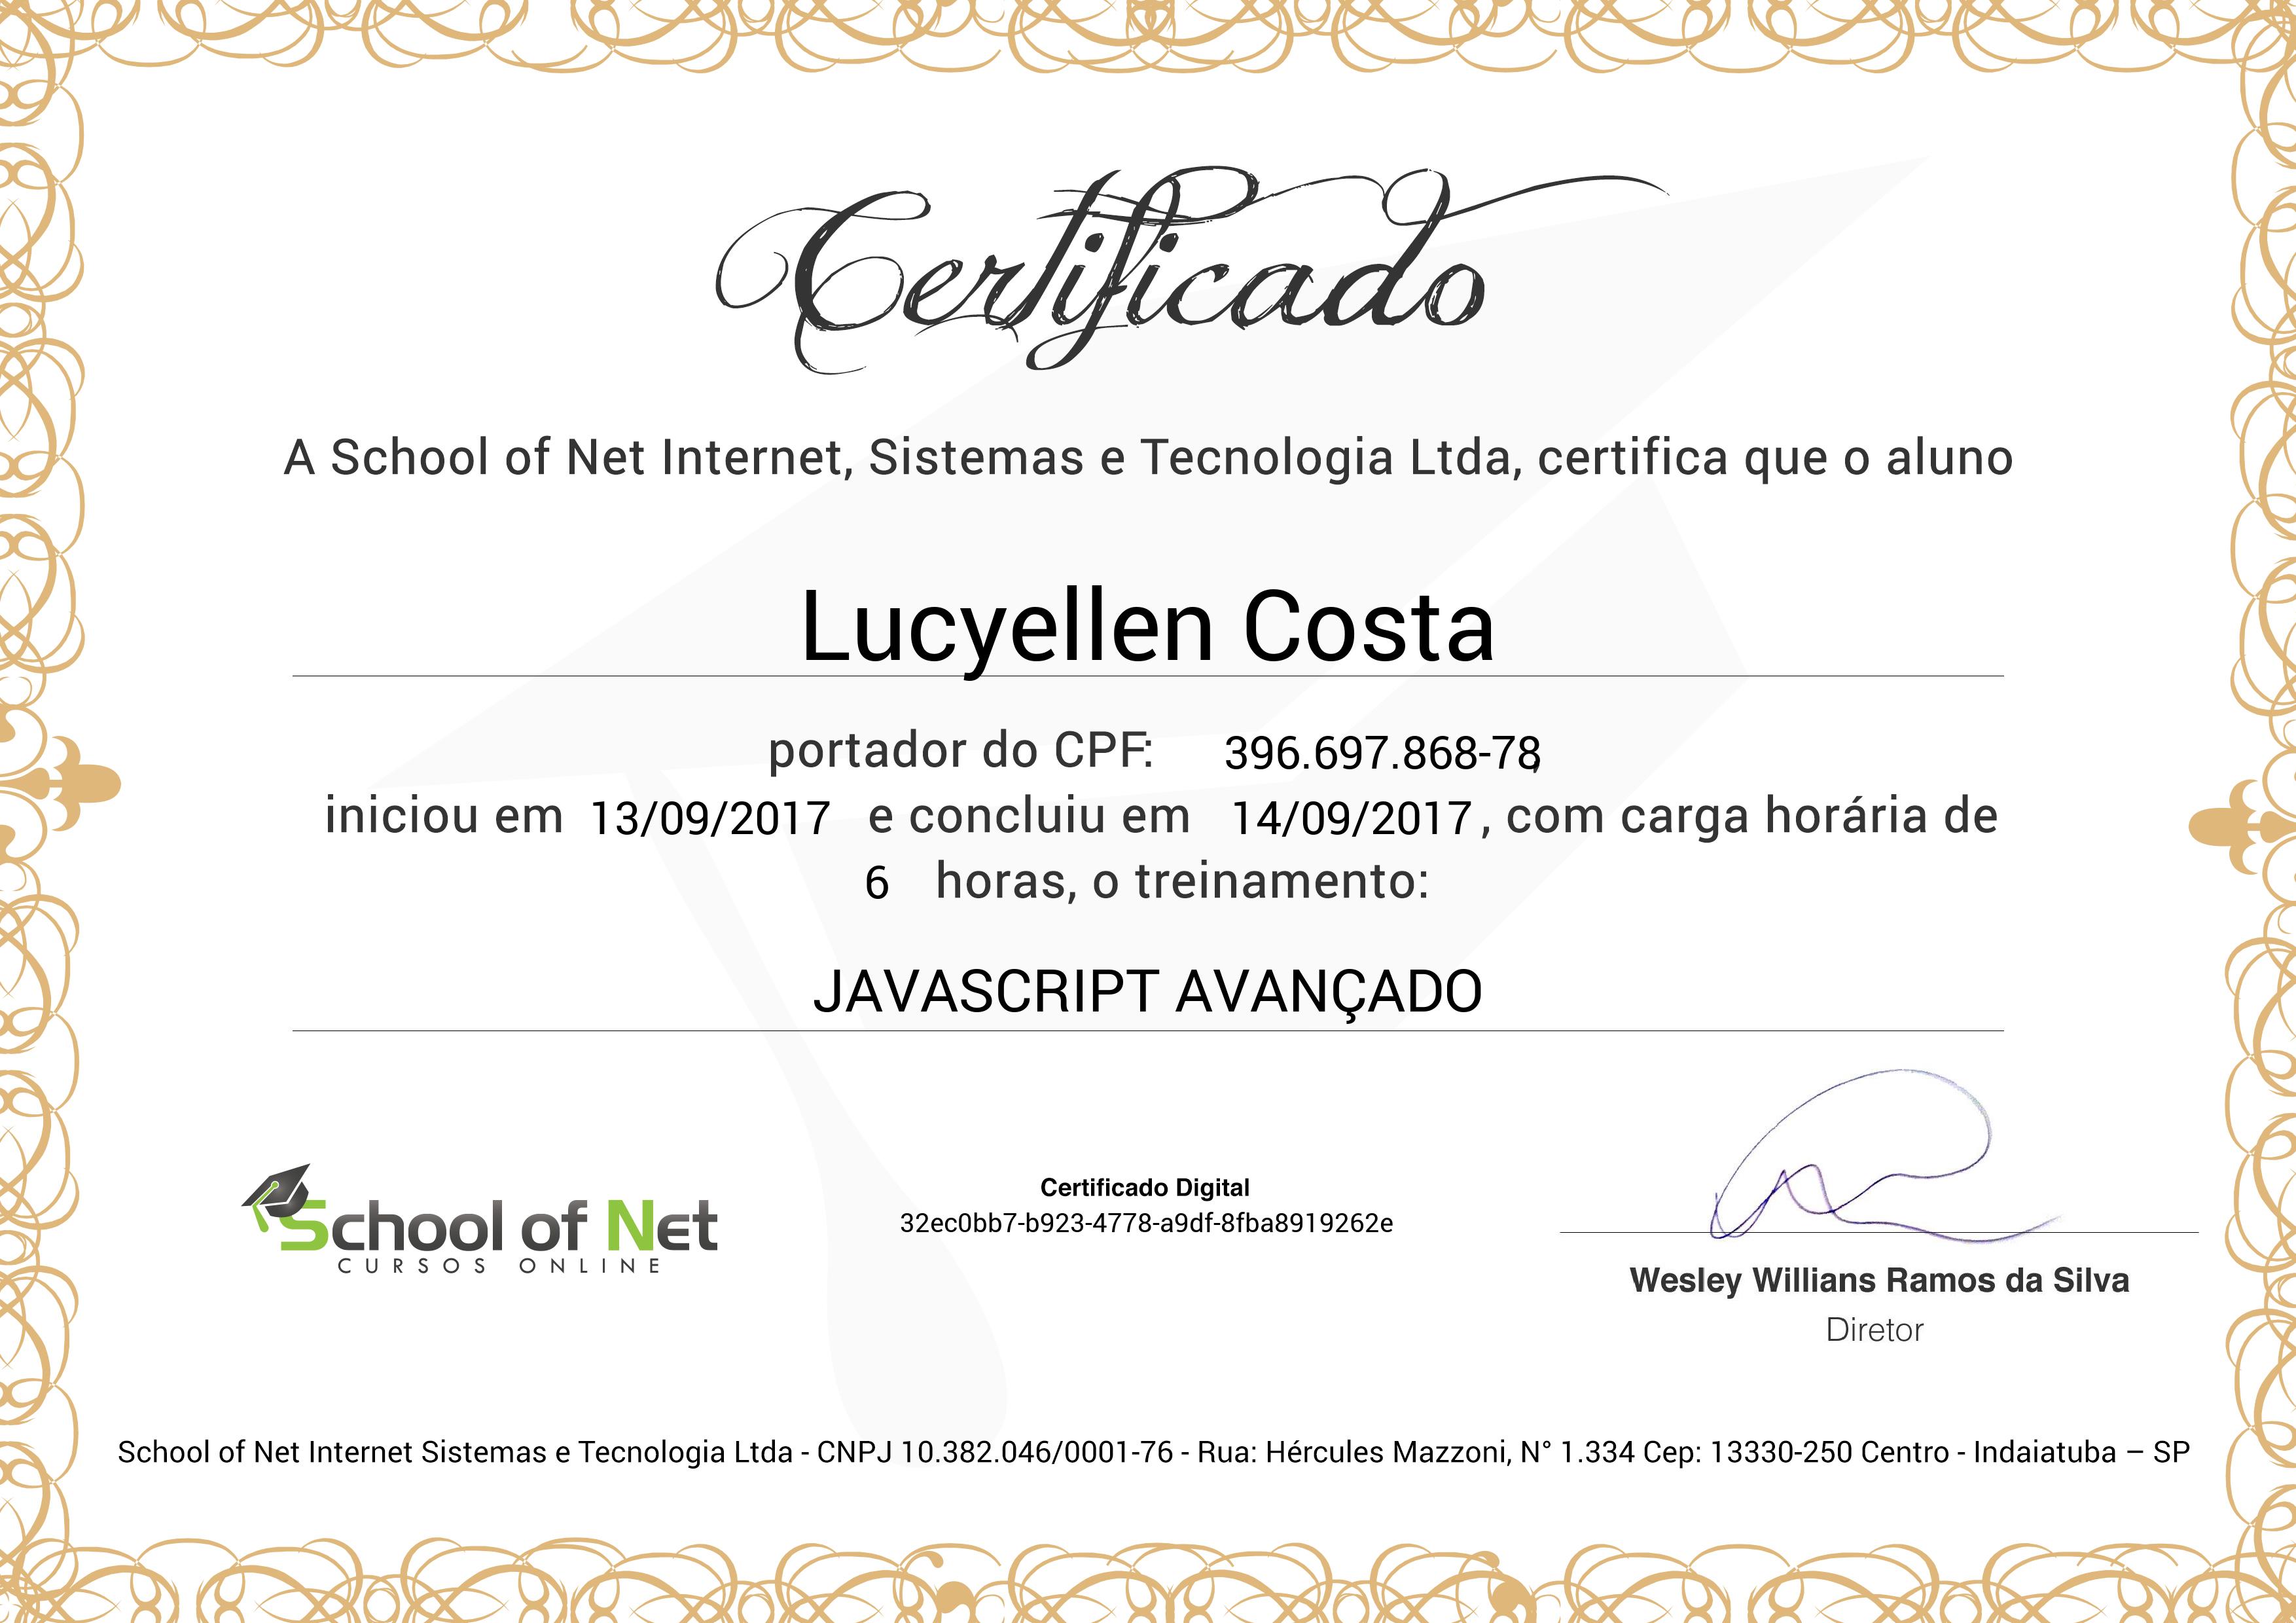 Certificado
A School of Net Internet, Sistemas e Tecnologia Ltda, certifica que o aluno
Lucyellen Costa
portador do CPF: 396.697.868-78,
iniciou em 13/09/2017 e concluiu em 14/09/2017, com carga horária de
6 horas, o treinamento:
JAVASCRIPT AVANÇADO
School of Net
CURSOS ONLINE
Certificado Digital
32ec0bb7-b923-4778-a9df-8fba8919262e
Wesley Willians Ramos da Silva
Diretor
School of Net Internet Sistemas e Tecnologia Ltda - CNPJ 10.382.046/0001-76 - Rua: Hércules Mazzoni, N° 1.334 Cep: 13330-250 Centro - Indaiatuba – SP